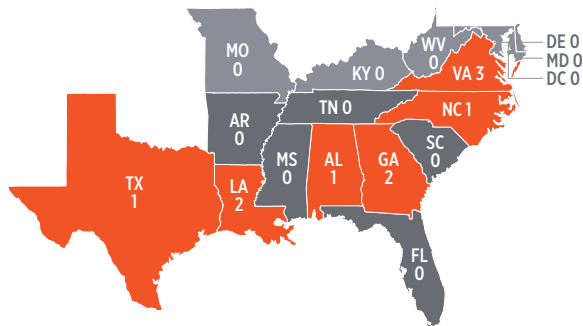 MO
0
WV
0
DE 0
MD 0
DC 0
KY 0
VA 3
TN 0
NC 1
AR
0
SC
0
MS
0
AL
1
GA
2
TX
1
LA
2
FL
0